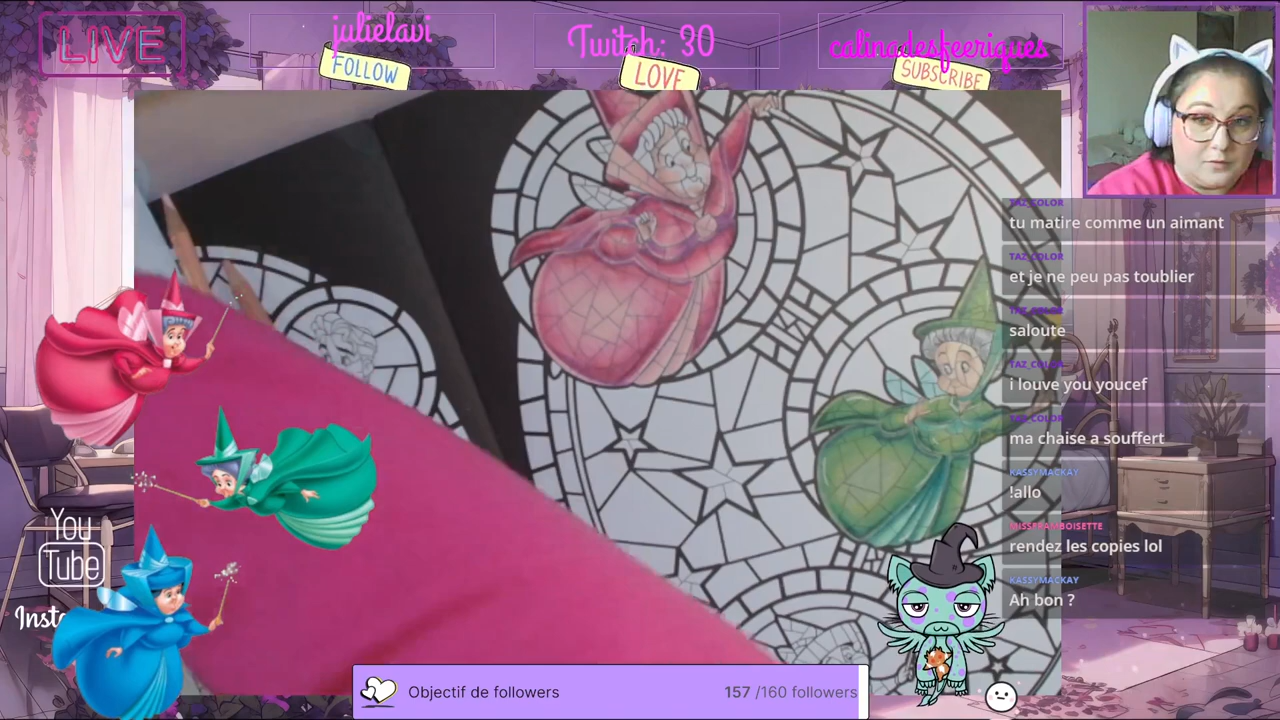 LIVE
julielavi
FOLLOW
Twitch: 30
LOVE
calinadesfeeriques
SUBSCRIBE
TAZ_COLOR
tu matire comme un aimant
TAZ_COLOR
et je ne peu pas toublier
TAZ_COLOR
saloute
TAZ_COLOR
i louve you youcef
TAZ_COLOR
ma chaise a souffert
KASSYMACKAY
!allo
MISSFRAMBOISETTE
rendez les copies lol
KASSYMACKAY
Ah bon ?
You
Tube
Objectif de followers
157 /160 followers